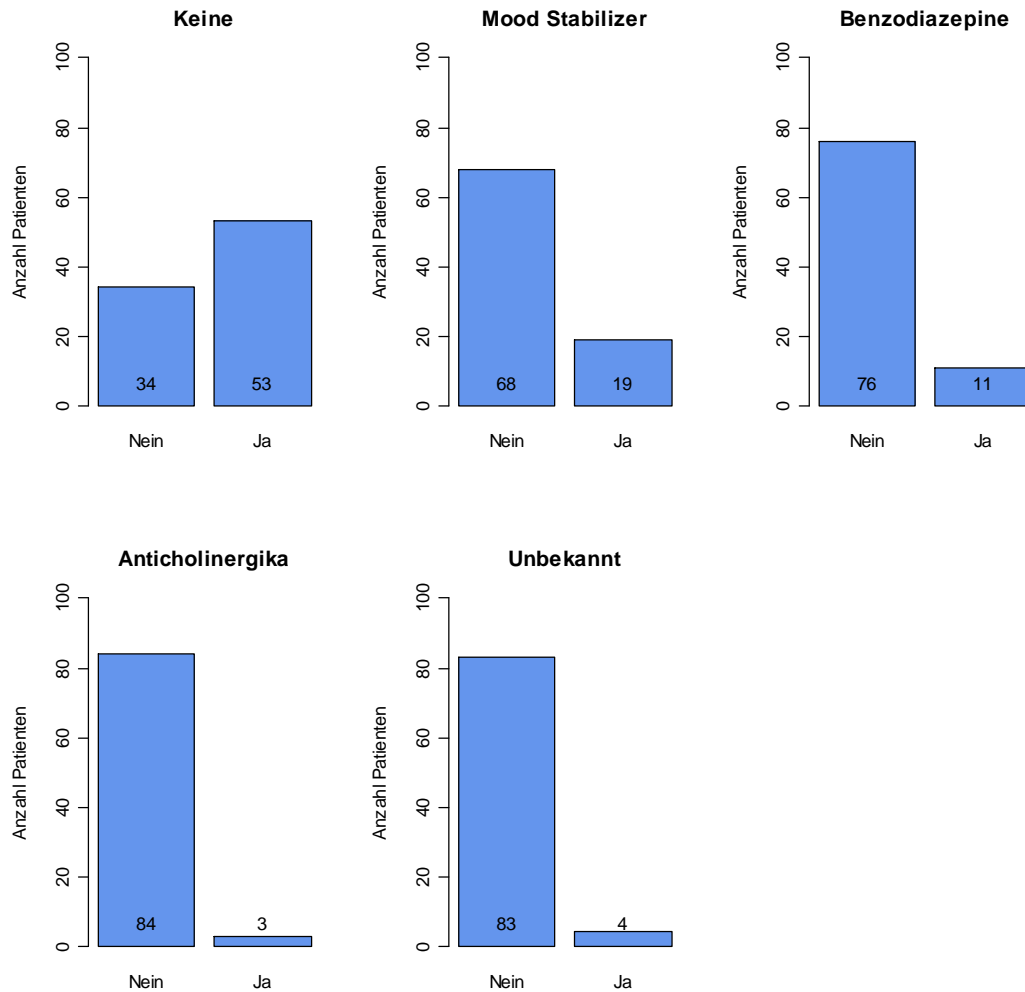 Keine
Anzahl Patienten
100
80
60
40
20
0
34
53
Nein
Ja
Mood Stabilizer
Anzahl Patienten
100
80
60
40
20
0
68
19
Nein
Ja
Benzodiazepine
Anzahl Patienten
100
80
60
40
20
0
76
11
Nein
Ja
Anticholinergika
Anzahl Patienten
100
80
60
40
20
0
84
3
Nein
Ja
Unbekannt
Anzahl Patienten
100
80
60
40
20
0
83
4
Nein
Ja